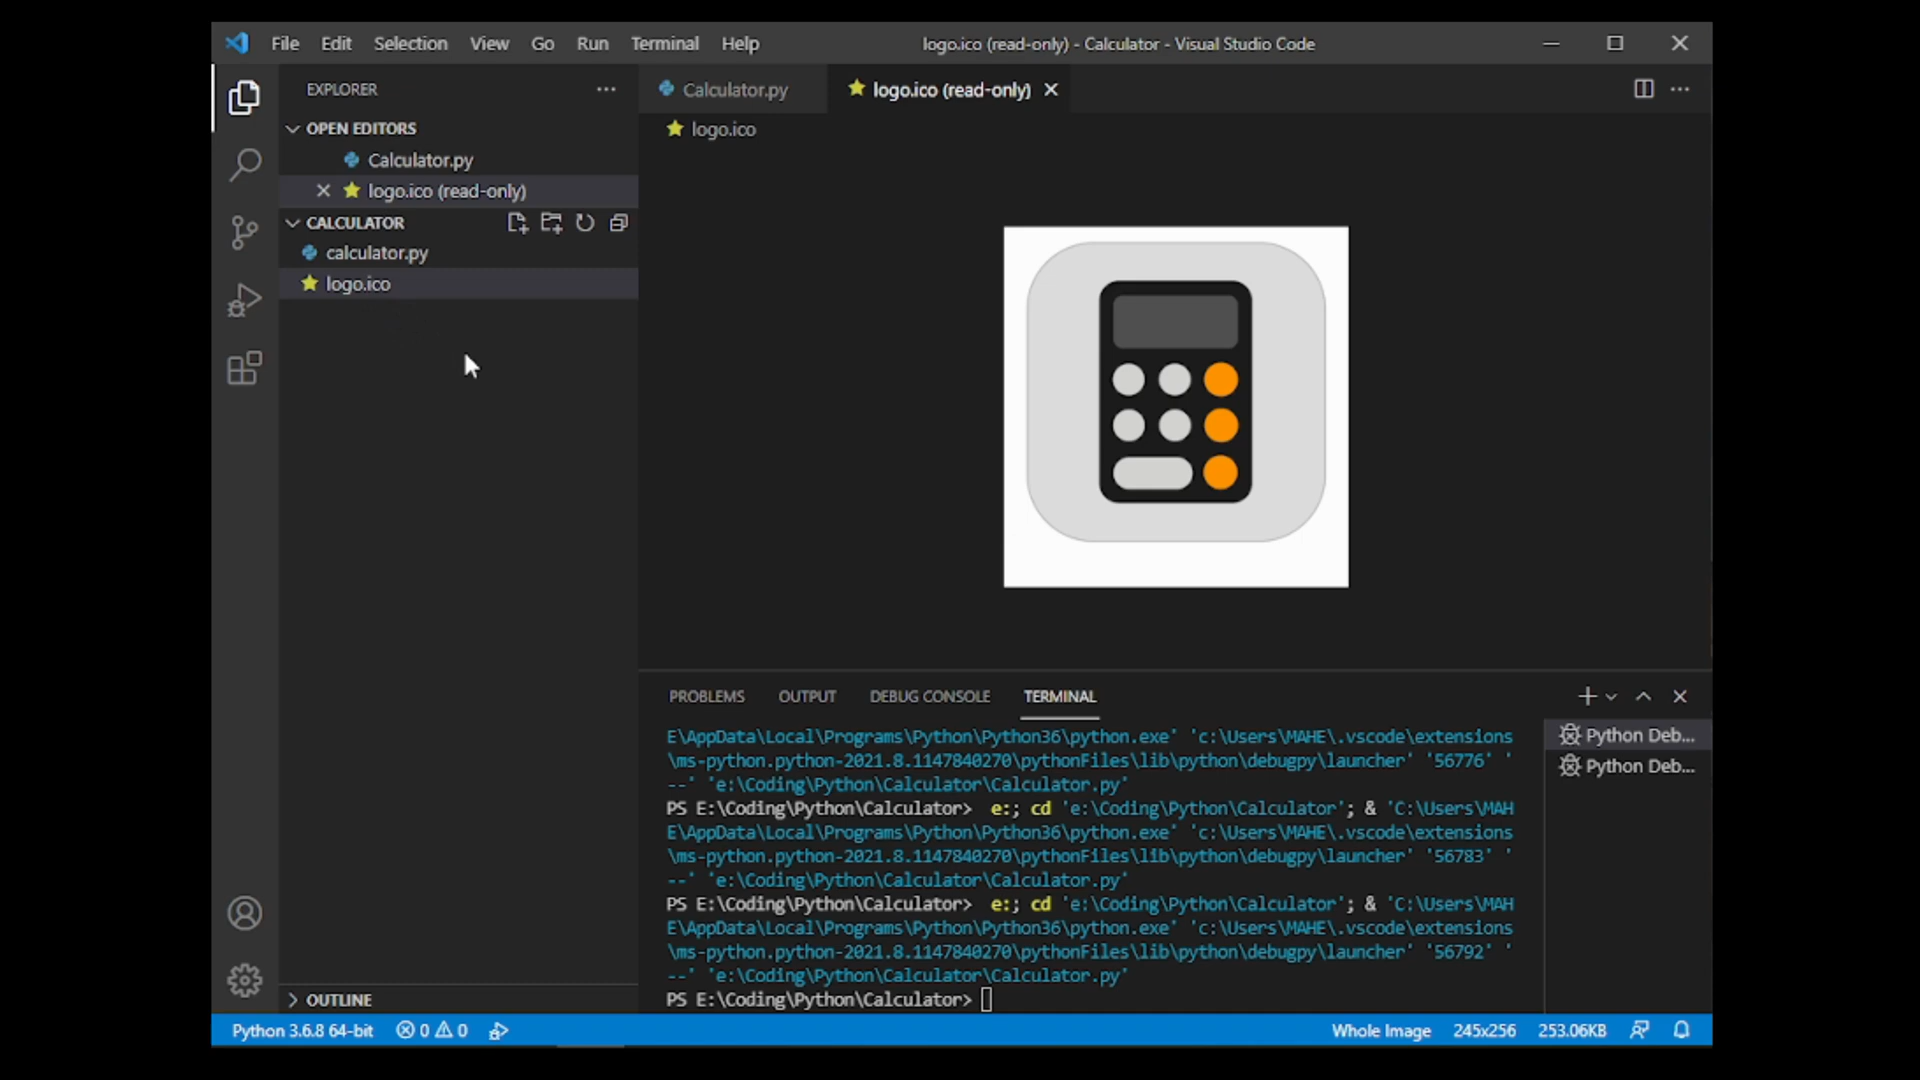 File Edit Selection View Go Run Terminal Help
logo.ico (read-only) - Calculator - Visual Studio Code
EXPLORER
OPEN EDITORS
Calculator.py
logo.ico (read-only)
CALCULATOR
calculator.py
logo.ico
OUTLINE
Calculator.py
logo.ico (read-only)
logo.ico
PROBLEMS OUTPUT DEBUG CONSOLE TERMINAL
E\AppData\Local\Programs\Python\Python36\python.exe' 'c:\Users\MAHE\.vscode\extensions
\ms-python.python-2021.8.1147840270\pythonFiles\lib\python\debugpy\launcher' '56776' '
--' 'e:\Coding\Python\Calculator\Calculator.py'
PS E:\Coding\Python\Calculator> e:; cd 'e:\Coding\Python\Calculator'; & 'C:\Users\MAH
E\AppData\Local\Programs\Python\Python36\python.exe' 'c:\Users\MAHE\.vscode\extensions
\ms-python.python-2021.8.1147840270\pythonFiles\lib\python\debugpy\launcher' '56783' '
--' 'e:\Coding\Python\Calculator\Calculator.py'
PS E:\Coding\Python\Calculator> e:; cd 'e:\Coding\Python\Calculator'; & 'C:\Users\MAH
E\AppData\Local\Programs\Python\Python36\python.exe' 'c:\Users\MAHE\.vscode\extensions
\ms-python.python-2021.8.1147840270\pythonFiles\lib\python\debugpy\launcher' '56792' '
--' 'e:\Coding\Python\Calculator\Calculator.py'
PS E:\Coding\Python\Calculator>
Python Deb...
Python Deb...
Python 3.6.8 64-bit 0 0
Whole Image 245x256 253.06KB